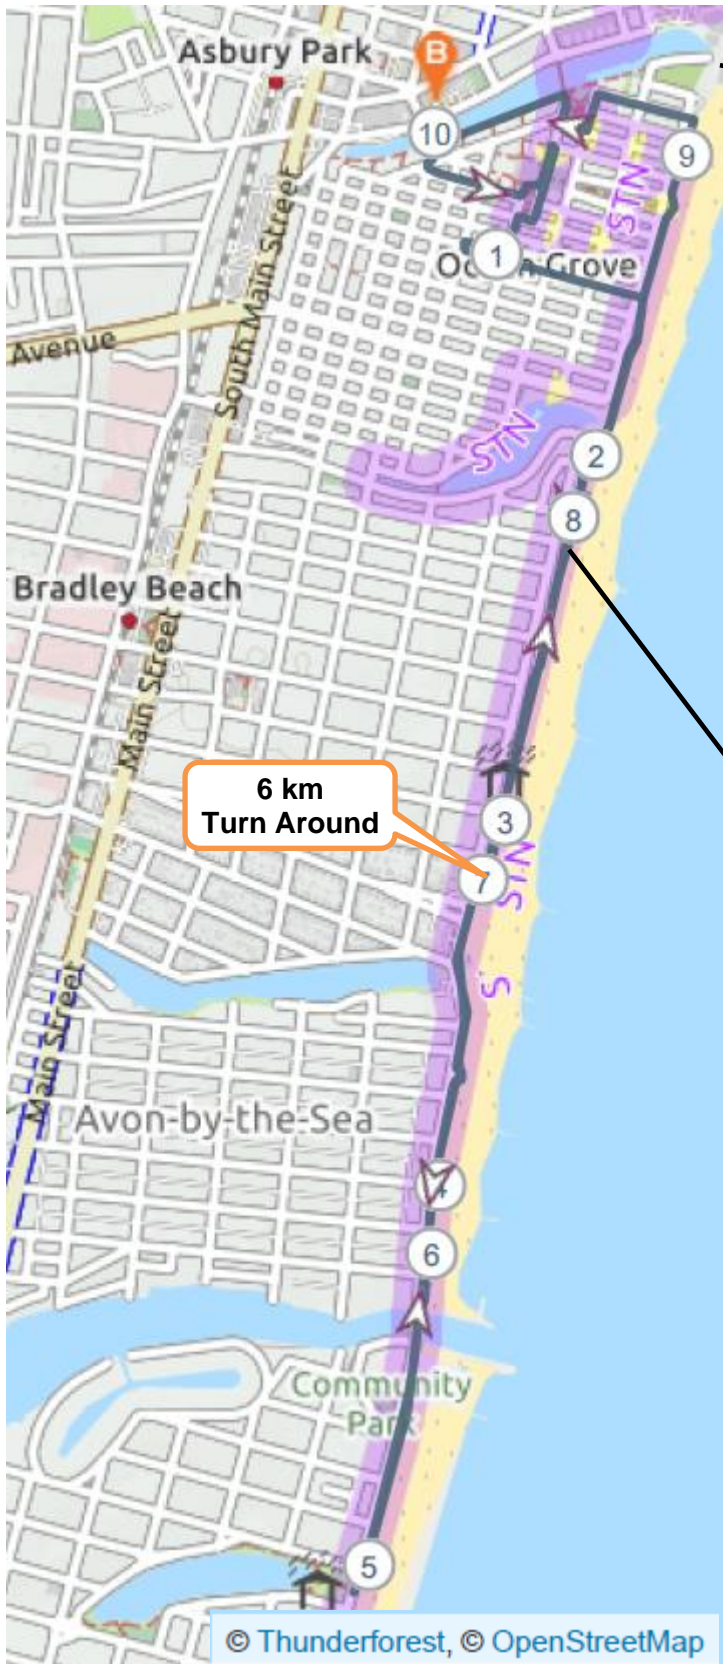 Asbury Park
B
10
9
STN
1
Ocean Grove
South Main Street
Avenue
STN
2
8
Bradley Beach
Main Street
6 km
Turn Around
3
STN
7
S
S
Main Street
Avon-by-the-Sea
4
6
Community
Park
5
© Thunderforest, © OpenStreetMap